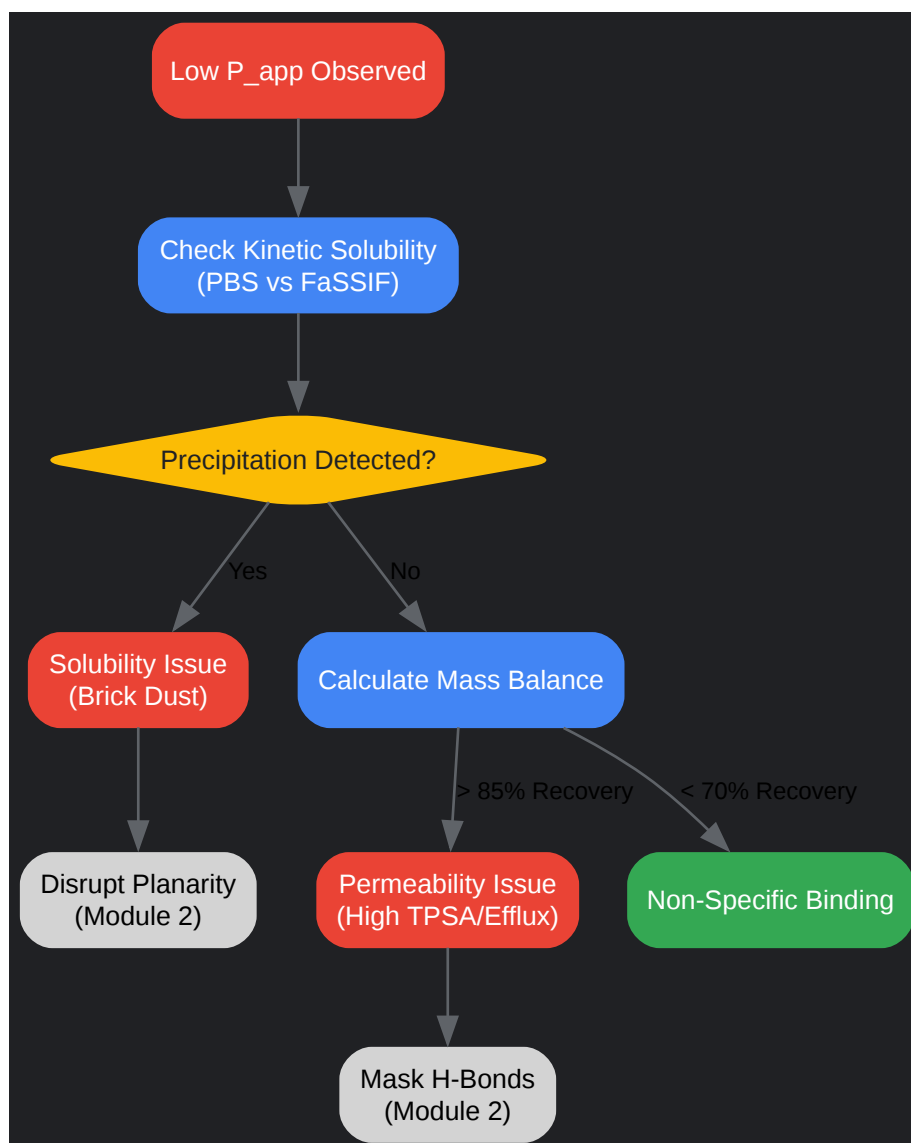 Low P_app Observed
Check Kinetic Solubility
(PBS vs FaSSIF)
Precipitation Detected?
Yes
No
Solubility Issue
(Brick Dust)
Calculate Mass Balance
> 85% Recovery
< 70% Recovery
Disrupt Planarity
(Module 2)
Permeability Issue
(High TPSA/Efflux)
Non-Specific Binding
Mask H-Bonds
(Module 2)